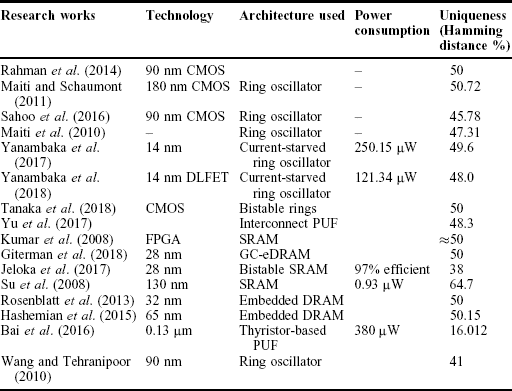 Research works Technology Architecture used Power consumption Uniqueness (Hamming distance %)
Rahman et al. (2014) 90 nm CMOS – 50
Maiti and Schaumont (2011) 180 nm CMOS Ring oscillator – 50.72
Sahoo et al. (2016) 90 nm CMOS Ring oscillator – 45.78
Maiti et al. (2010) – Ring oscillator – 47.31
Yanambaka et al. (2017) 14 nm Current-starved ring oscillator 250.15 μW 49.6
Yanambaka et al. (2018) 14 nm DLFET Current-starved ring oscillator 121.34 μW 48.0
Tanaka et al. (2018) CMOS Bistable rings 50
Yu et al. (2017) Interconnect PUF 48.3
Kumar et al. (2008) FPGA SRAM ≈50
Giterman et al. (2018) 28 nm GC-eDRAM 50
Jeloka et al. (2017) 28 nm Bistable SRAM 97% efficient 38
Su et al. (2008) 130 nm SRAM 0.93 μW 64.7
Rosenblatt et al. (2013) 32 nm Embedded DRAM 50
Hashemian et al. (2015) 65 nm Embedded DRAM 50.15
Bai et al. (2016) 0.13 μm Thyristor-based PUF 380 μW 16.012
Wang and Tehranipoor (2010) 90 nm Ring oscillator 41